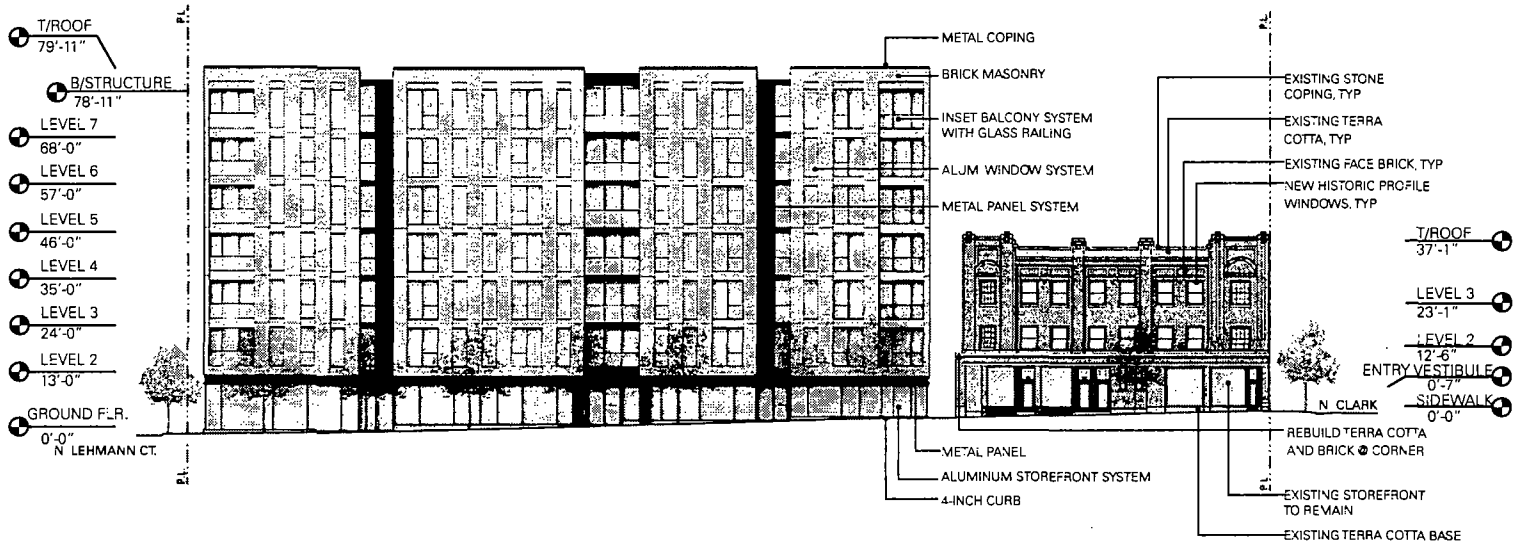 P.L.
T/ROOF
79'-11"
B/STRUCTURE
78'-11"
LEVEL 7
68'-0"
LEVEL 6
57'-0"
LEVEL 5
46'-0"
LEVEL 4
35'-0"
LEVEL 3
24'-0"
LEVEL 2
13'-0"
GROUND FLR.
0'-0"
N LEHMANN CT.
P.L.
METAL COPING
BRICK MASONRY
INSET BALCONY SYSTEM
WITH GLASS RAILING
ALUM WINDOW SYSTEM
METAL PANEL SYSTEM
METAL PANEL
ALUMINUM STOREFRONT SYSTEM
4-INCH CURB
P.L.
EXISTING STONE
COPING, TYP
EXISTING TERRA
COTTA, TYP
EXISTING FACE BRICK, TYP
NEW HISTORIC PROFILE
WINDOWS, TYP
T/ROOF
37'-1"
LEVEL 3
23'-1"
LEVEL 2
12'-6"
ENTRY VESTIBULE
0'-7"
SIDEWALK
0'-0"
N CLARK
REBUILD TERRA COTTA
AND BRICK @ CORNER
P.L.
EXISTING STOREFRONT
TO REMAIN
EXISTING TERRA COTTA BASE